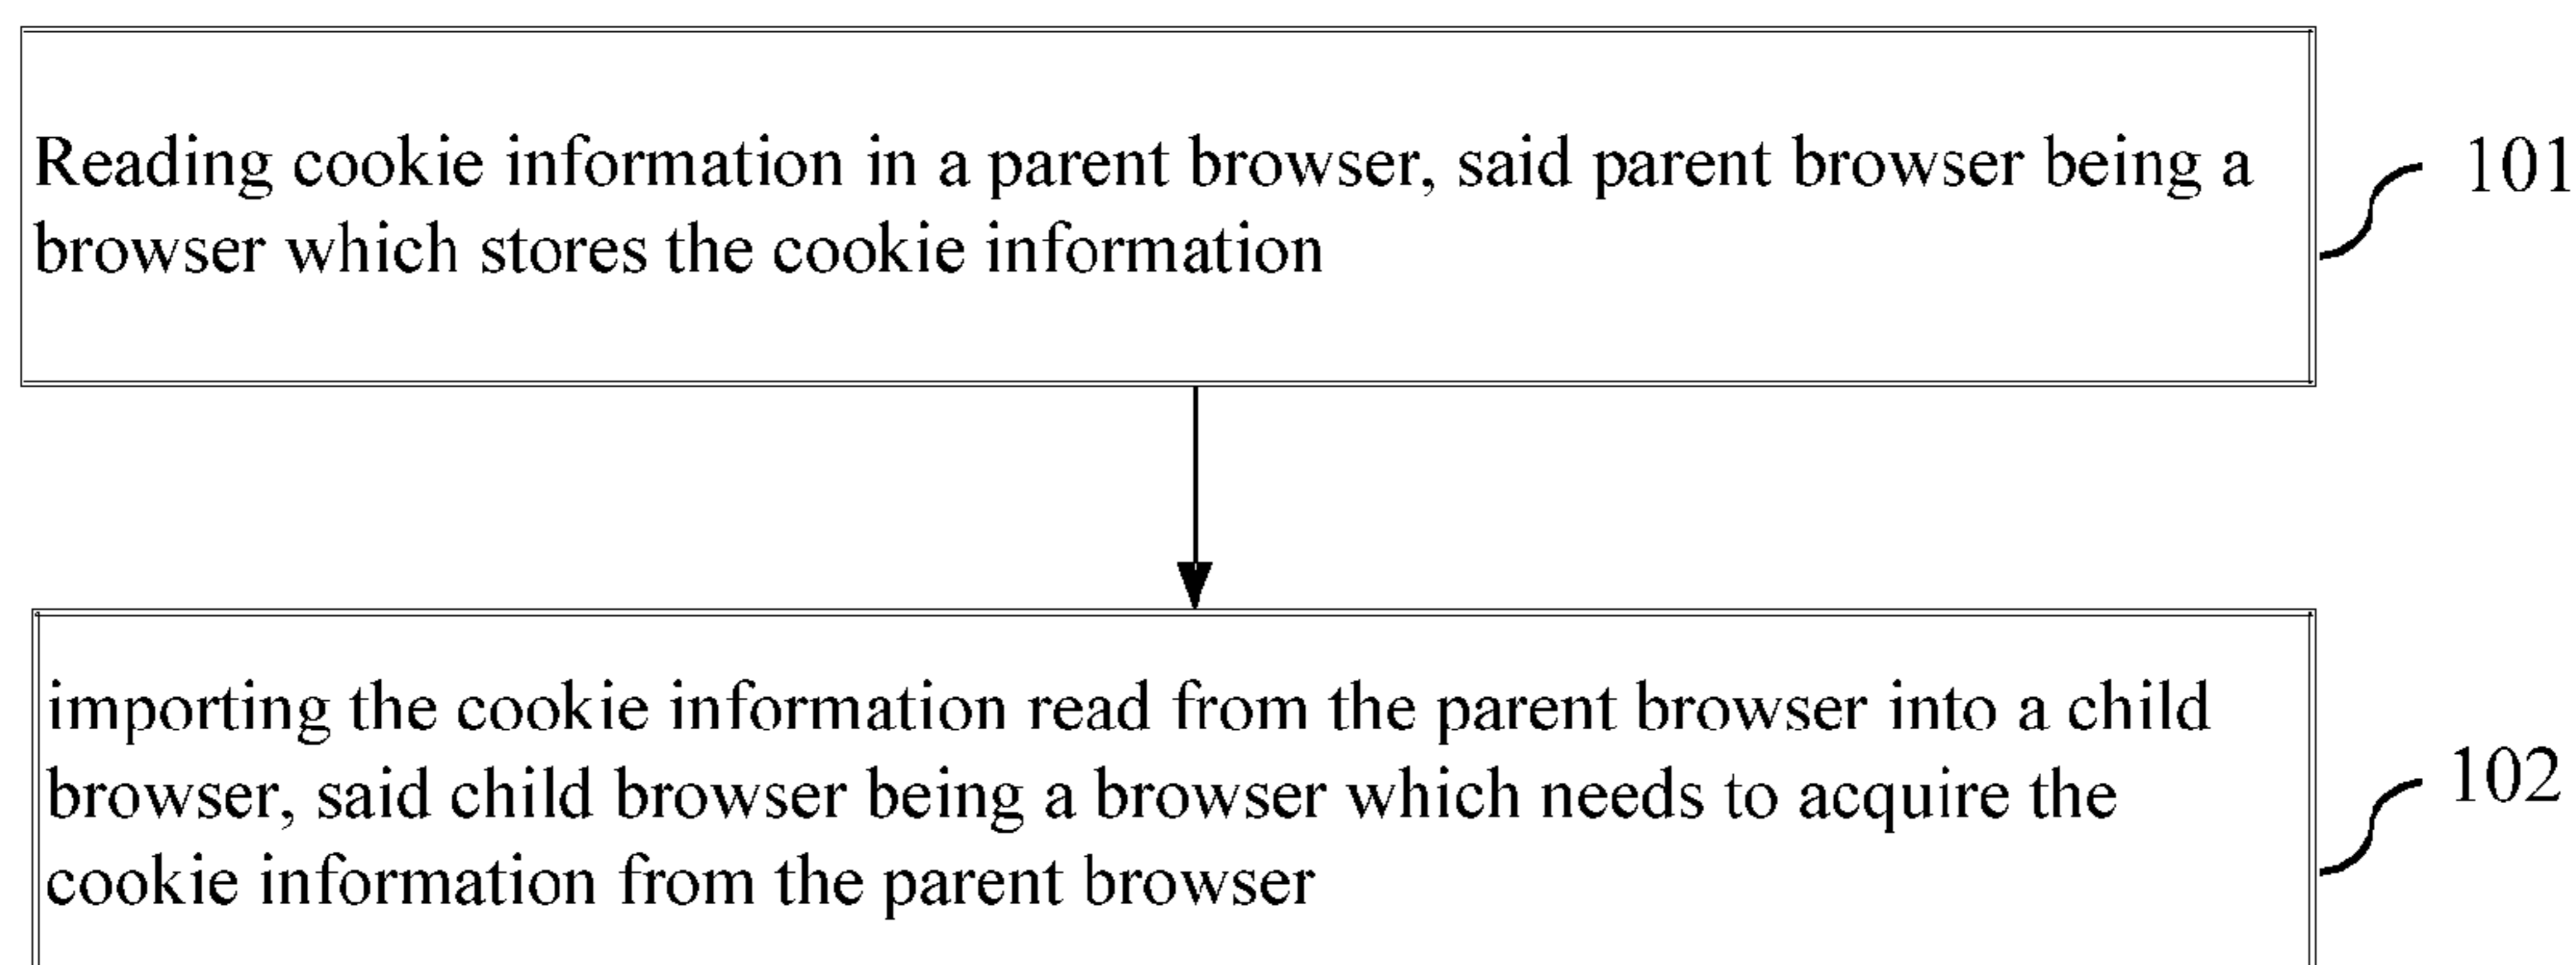 Reading cookie information in a parent browser, said parent browser being a
browser which stores the cookie information
101
importing the cookie information read from the parent browser into a child
browser, said child browser being a browser which needs to acquire the
cookie information from the parent browser
102